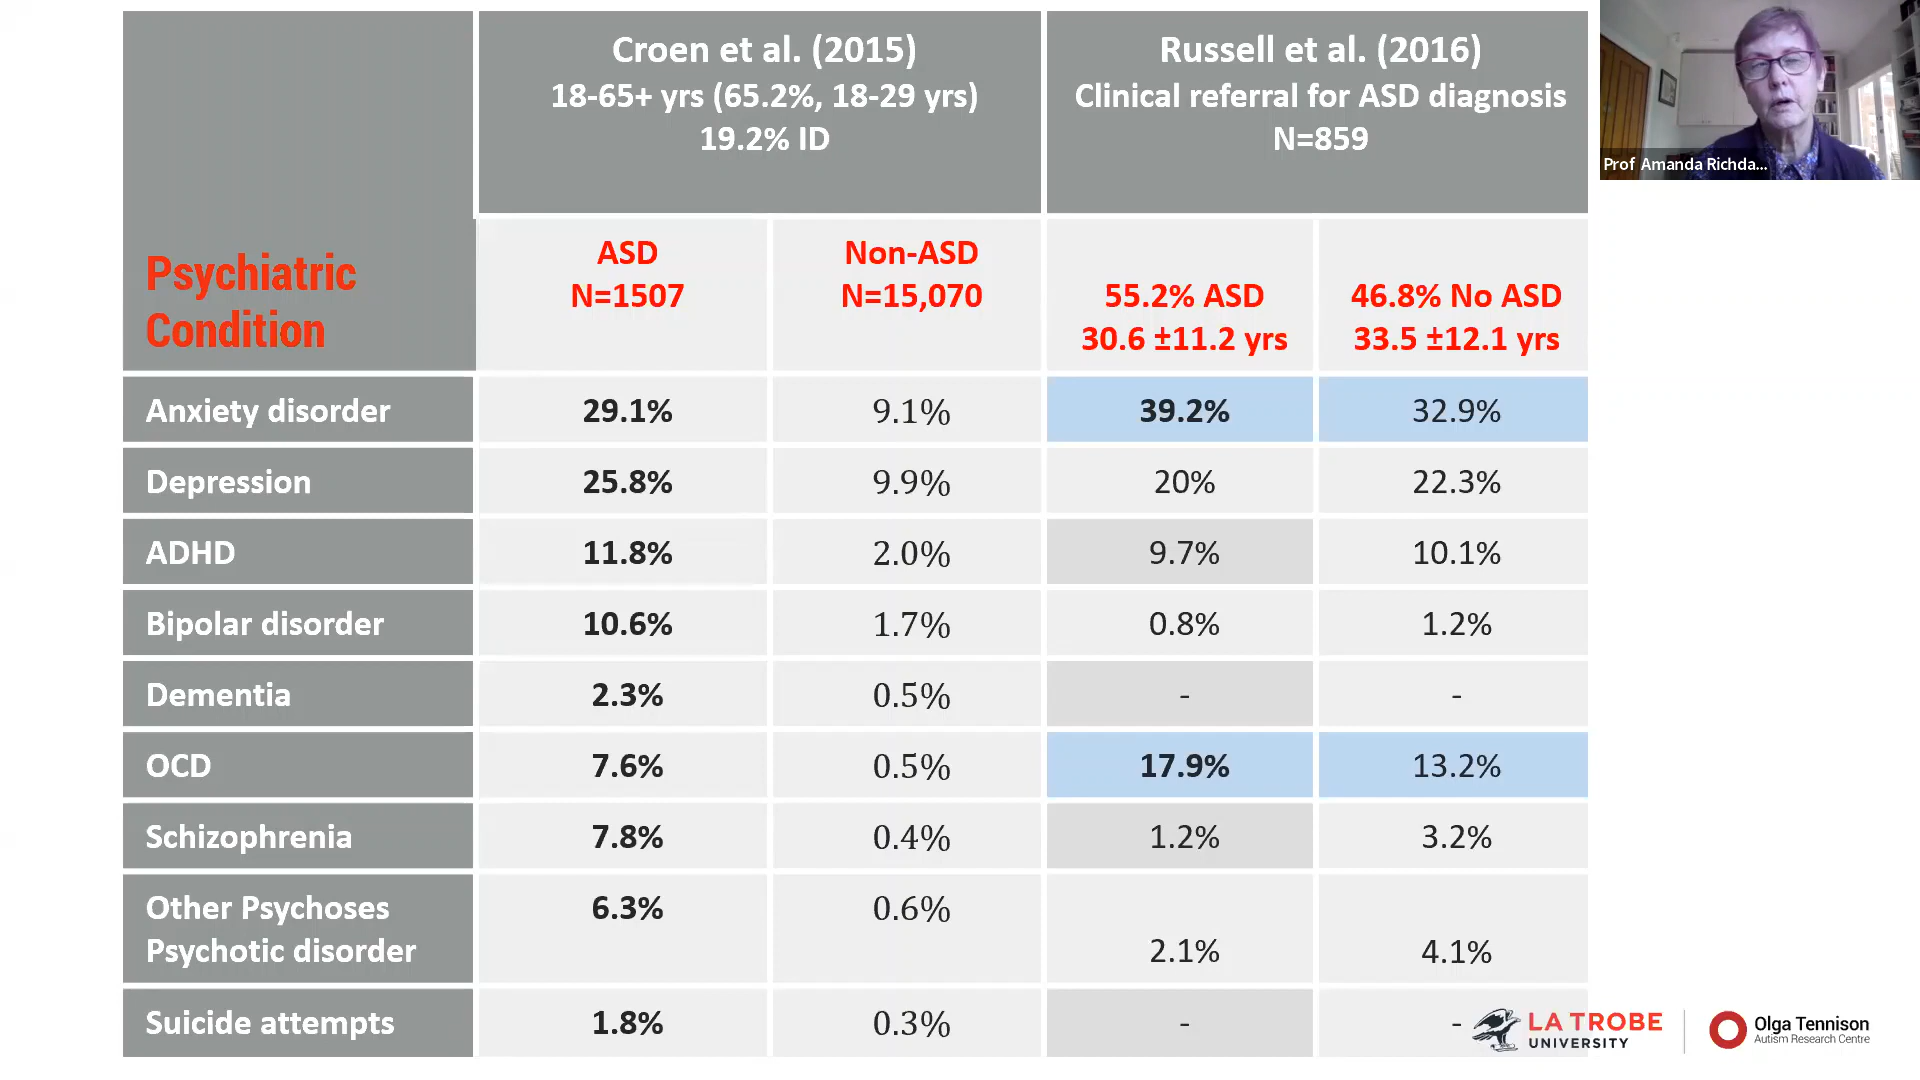 Croen et al. (2015)
18-65+ yrs (65.2%, 18-29 yrs)
19.2% ID
Russell et al. (2016)
Clinical referral for ASD diagnosis
N=859
Prof Amanda Richda...
Psychiatric
Condition
ASD
N=1507
Non-ASD
N=15,070
55.2% ASD
30.6 ±11.2 yrs
46.8% No ASD
33.5 ±12.1 yrs
Anxiety disorder 29.1% 9.1% 39.2% 32.9%
Depression 25.8% 9.9% 20% 22.3%
ADHD 11.8% 2.0% 9.7% 10.1%
Bipolar disorder 10.6% 1.7% 0.8% 1.2%
Dementia 2.3% 0.5% - -
OCD 7.6% 0.5% 17.9% 13.2%
Schizophrenia 7.8% 0.4% 1.2% 3.2%
Other Psychoses 6.3% 0.6%
Psychotic disorder 2.1% 4.1%
Suicide attempts 1.8% 0.3% - -
LA TROBE
UNIVERSITY
Olga Tennison
Autism Research Centre